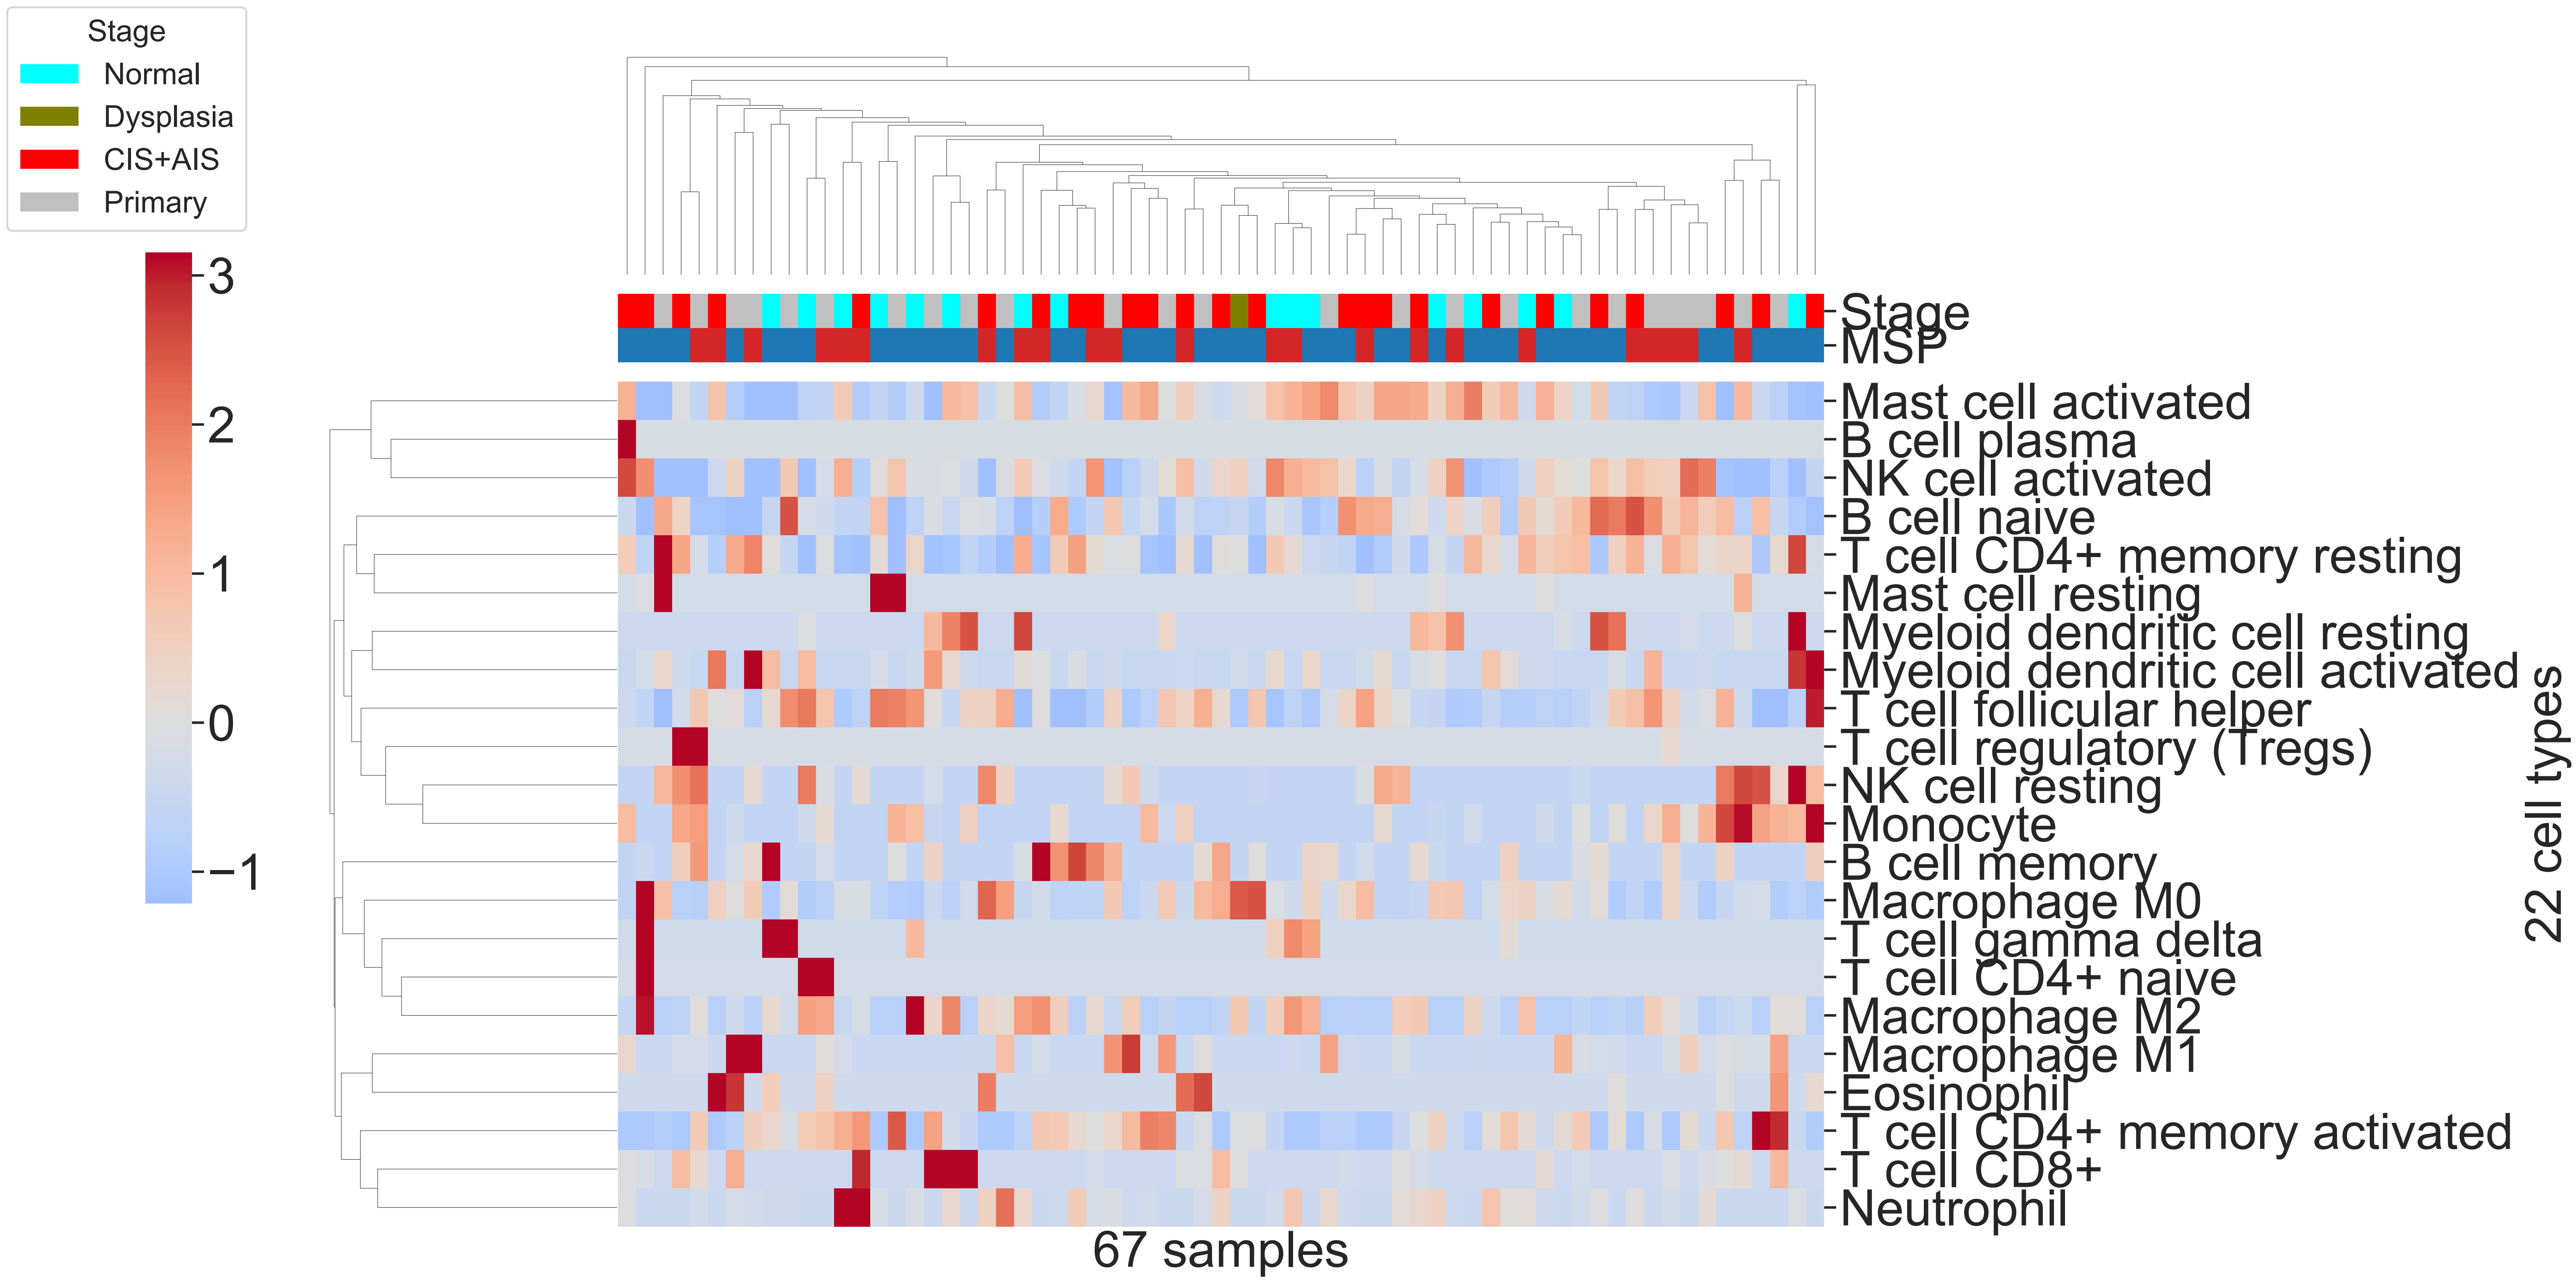 Stage
Normal
Dysplasia
CIS+AIS
Primary
3
2
1
0
−1
Stage
MSP
Mast cell activated
B cell plasma
NK cell activated
B cell naive
T cell CD4+ memory resting
Mast cell resting
Myeloid dendritic cell resting
Myeloid dendritic cell activated
T cell follicular helper
T cell regulatory (Tregs)
NK cell resting
Monocyte
B cell memory
Macrophage M0
T cell gamma delta
T cell CD4+ naive
Macrophage M2
Macrophage M1
Eosinophil
T cell CD4+ memory activated
T cell CD8+
Neutrophil
22 cell types
67 samples